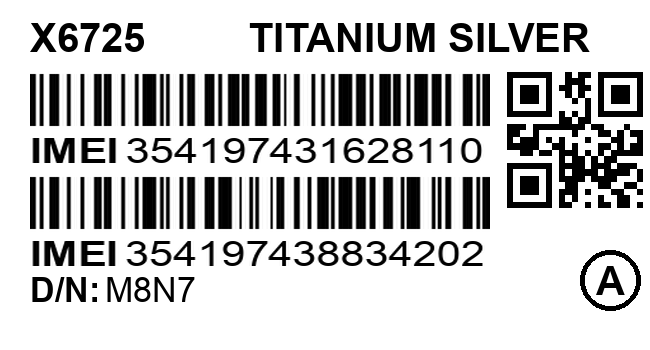 X6725 TITANIUM SILVER
IMEI 354197431628110
IMEI 354197438834202
D/N: M8N7
A